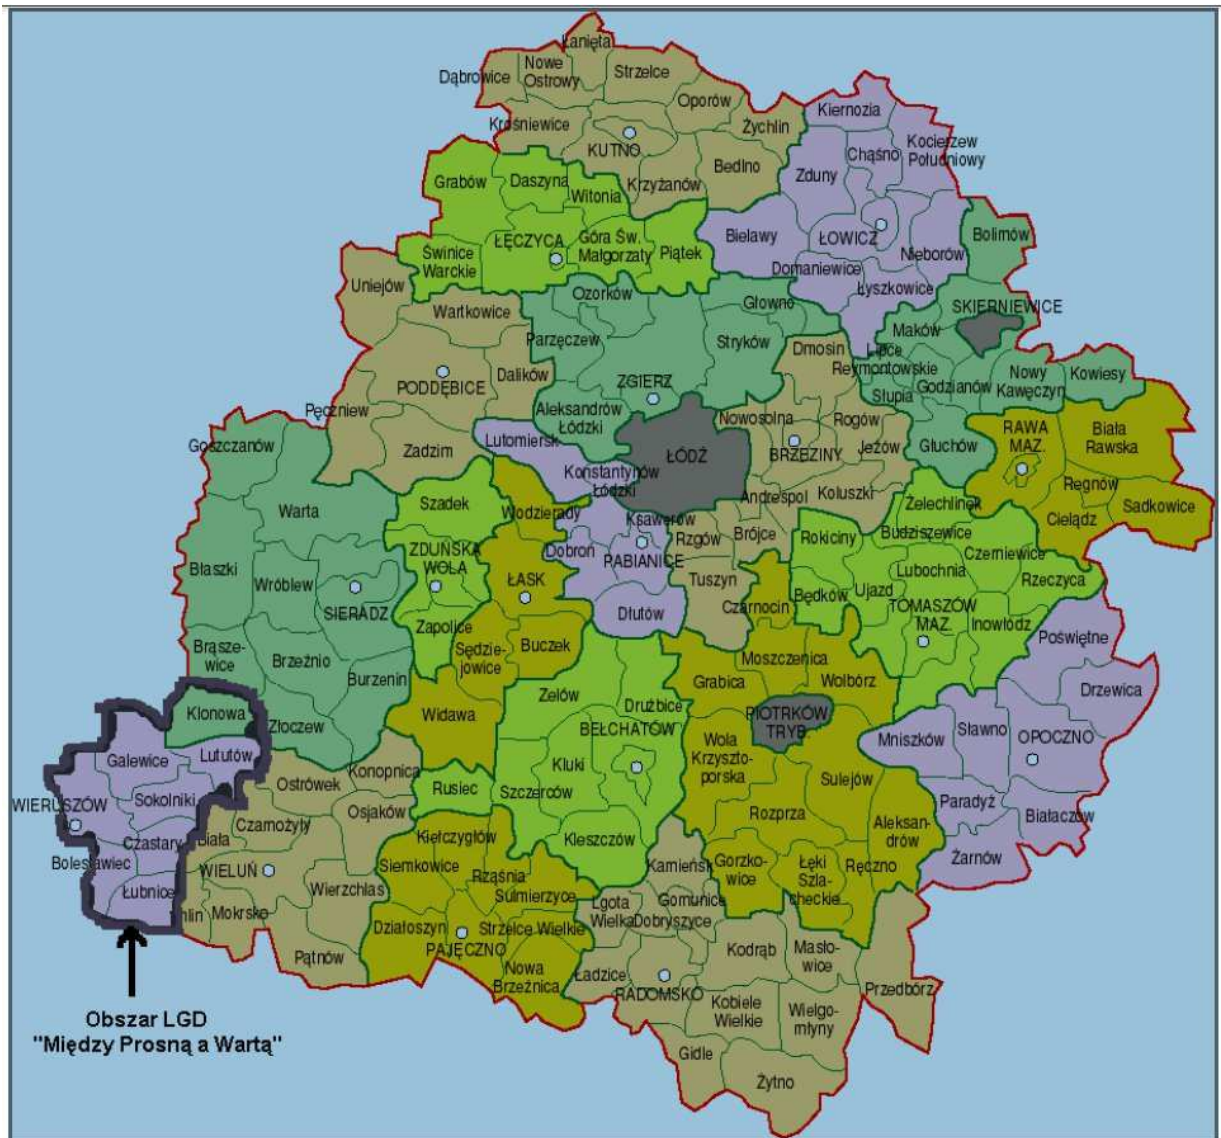 Łanięta
Nowe
Ostrowy
Strzelce
Dąbrowice
Oporów
Kiernozia
Krośniewice
Żychlin
Kocierzew
Południowy
KUTNO
Chąśno
Bedlno
Zduny
Grabów
Daszyna
Witonia
Krzyżanów
Bielawy
ŁOWICZ
Bolimów
ŁĘCZYCA
Góra Św.
Małgorzaty
Piątek
Nieborów
Świnice
Warckie
Domaniewice
Łyszkowice
Uniejów
Ozorków
Głowno
SKIERNIEWICE
Wartkowice
Maków
Parzęczew
Stryków
Dmosin
Lipce
Reymontowskie
Dalików
PODDĘBICE
ZGIERZ
Godzianów
Nowy
Kawęczyn
Kowiesy
Słupia
Pęczniew
Aleksandrów
Łódzki
Nowosolna
Rogów
RAWA
MAZ.
Biała
Rawska
Goszczanów
Zadzim
Lutomiersk
ŁÓDŹ
BRZEZINY
Jeżów
Głuchów
Konstantynów
Łódzki
Regnów
Szadek
Andrespol
Koluszki
Żelechlinek
Sadkowice
Warta
Wodzierady
Ksawerów
Rzgów
Brójce
Rokiciny
Budziszewice
Cielądz
ZDUŃSKA
WOLA
Dobroń
PABIANICE
Czerniewice
Błaszki
Wróblew
ŁASK
Tuszyn
Lubochnia
Rzeczyca
SIERADZ
Będków
Ujazd
Dłutów
Czarnocin
TOMASZÓW
MAZ.
Inowłódz
Zapolice
Poświętne
Brąsze-
wice
Brzeźnio
Sędzie-
jowice
Buczek
Moszczenica
Burzenin
Grabica
Wolbórz
Drzewica
Zelów
Drużbice
Klonowa
Widawa
PIOTRKÓW
TRYB.
Złoczew
BEŁCHATÓW
Sławno
Mniszków
OPOCZNO
Lututów
Wola
Krzyszto-
porska
Galewice
Konopnica
Kluki
Sulejów
Ostrówek
Rusiec
Szczerców
Sokolniki
WIERUSZÓW
Osjaków
Rozprza
Paradyż
Białaczów
Czarnożyły
Aleksan-
drów
Czastary
Biała
Kiełczygłów
Kleszczów
Żarnów
Bolesławiec
WIELUŃ
Siemkowice
Rząśnia
Kamieńsk
Gorzko-
wice
Łęki
Szla-
checkie
Ręczno
Łubnice
Wierzchlas
Sulmierzyce
Gomunice
Lgota
Wielka
Dobryszyce
hlin
Mokrsko
Działoszyn
Strzelce Wielkie
PAJĘCZNO
Kodrąb
Masło-
wice
Pątnów
Nowa
Brzeźnica
Ładzice
RADOMSKO
Przedbórz
Kobiele
Wielkie
Wielgo-
młyny
Obszar LGD
"Między Prosną a Wartą"
Gidle
Żytno